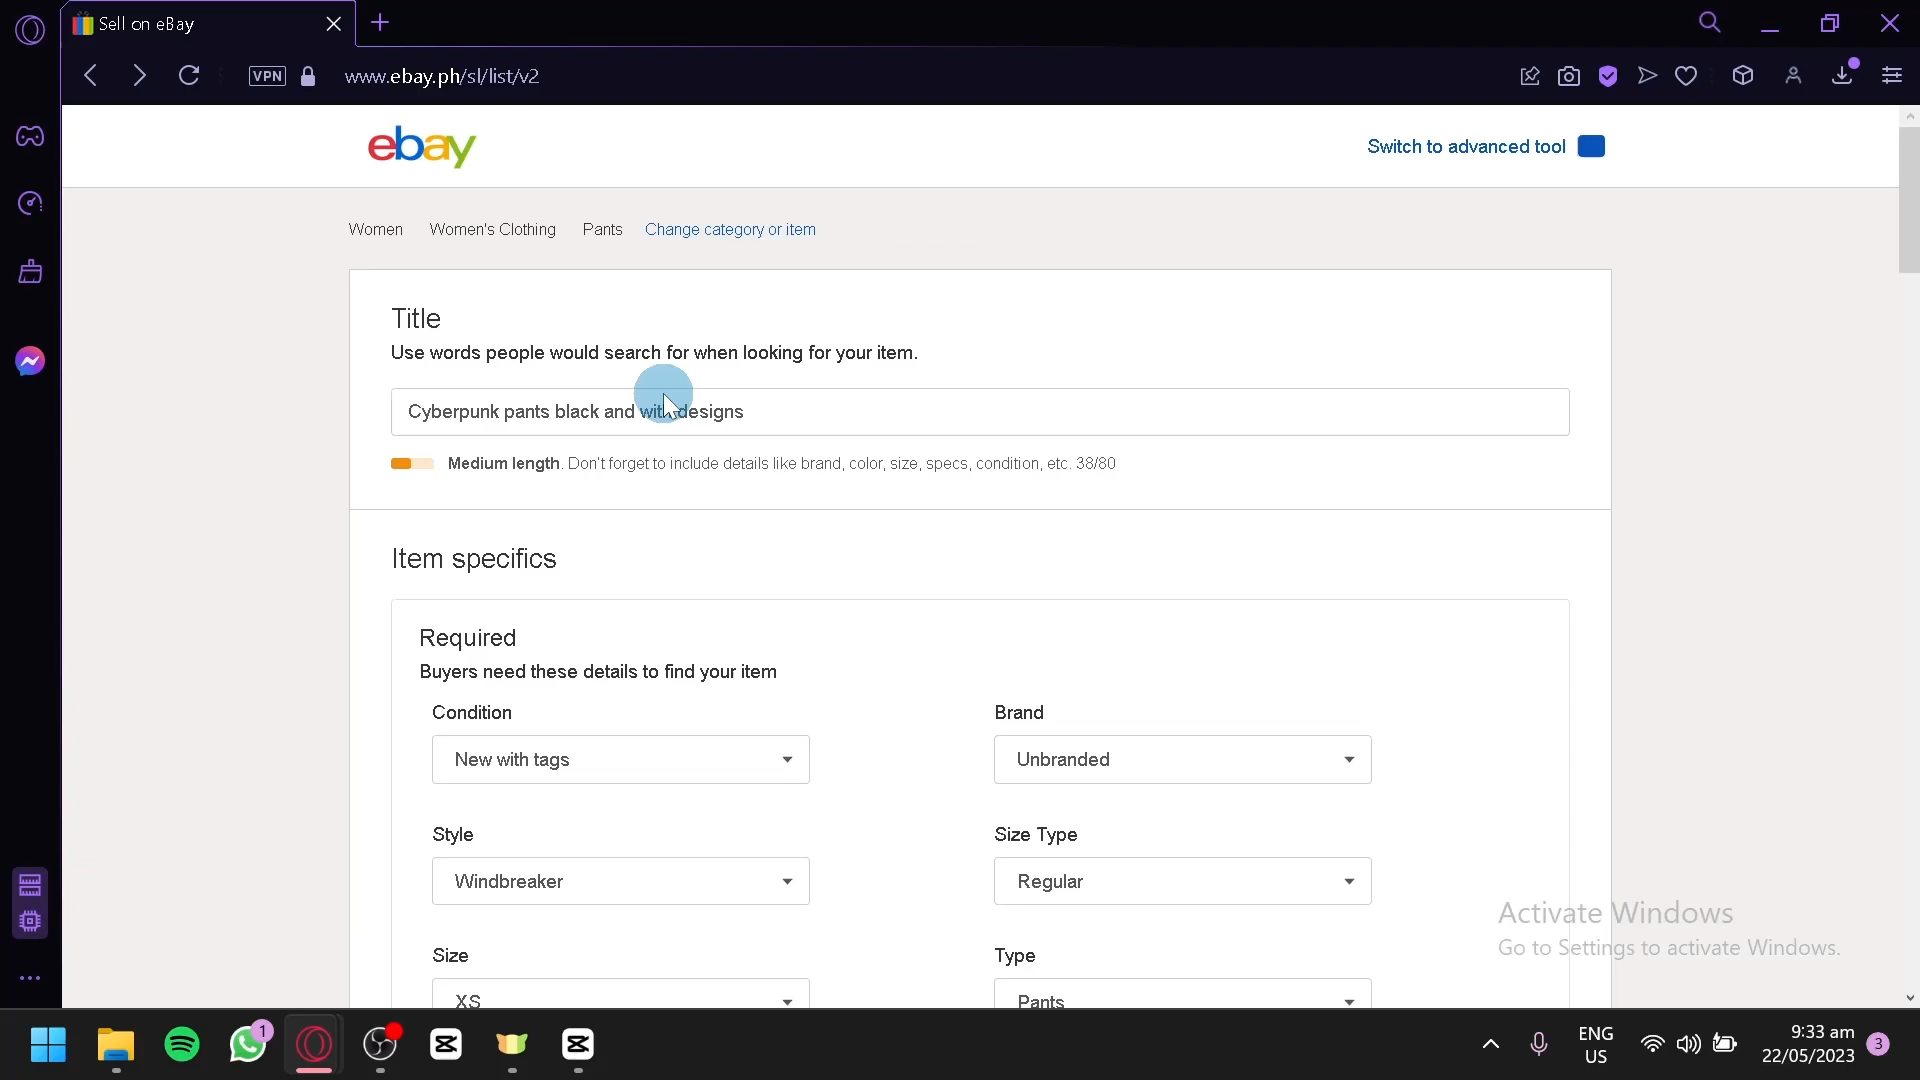 Sell on eBay
VPN
www.ebay.ph/sl/list/v2
ebay
Switch to advanced tool
Women Women's Clothing Pants Change category or item
Title
Use words people would search for when looking for your item.
Cyberpunk pants black and with designs
Medium length. Don't forget to include details like brand, color, size, specs, condition, etc. 38/80
Item specifics
Required
Buyers need these details to find your item
Condition Brand
New with tags Unbranded
Style Size Type
Windbreaker Regular
Activate Windows
Go to Settings to activate Windows.
Size Type
XS Pants
1
ENG
US
9:33 am
22/05/2023
3